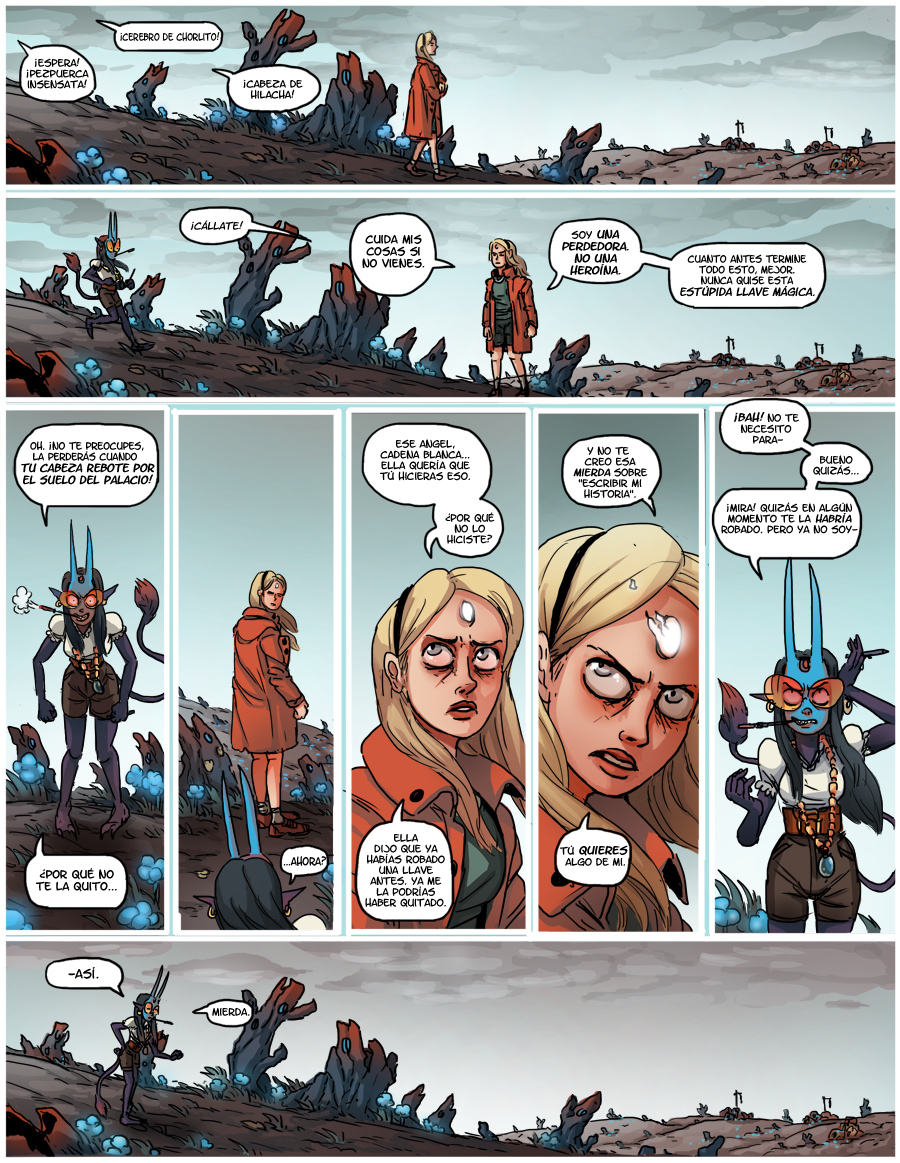 ¡CEREBRO DE CHORLITO!
¡ESPERA!
¡PEZPUERCA
INSENSATA!
¡CABEZA DE
HILACHA!
¡CÁLLATE!
CUIDA MIS
COSAS SI
NO VIENES.
SOY UNA
PERDEDORA.
NO UNA
HEROÍNA.
CUANTO ANTES TERMINE
TODO ESTO, MEJOR.
NUNCA QUISE ESTA
ESTÚPIDA LLAVE MÁGICA.
OH. ¡NO TE PREOCUPES,
LA PERDERÁS CUANDO
TU CABEZA REBOTE POR
EL SUELO DEL PALACIO!
¿POR QUÉ NO
TE LA QUITO...
...AHORA?
ESE ANGEL,
CADENA BLANCA...
ELLA QUERÍA QUE
TÚ HICIERAS ESO.
¿POR QUÉ
NO LO
HICISTE?
ELLA
DIJO QUE YA
HABÍAS ROBADO
UNA LLAVE
ANTES. YA ME
LA PODRÍAS
HABER QUITADO.
Y NO TE
CREO ESA
MIERDA SOBRE
"ESCRIBIR MI
HISTORIA".
TÚ QUIERES
ALGO DE MI.
¡BAH! NO TE
NECESITO
PARA-
BUENO
QUIZÁS...
¡MIRA! QUIZÁS EN ALGÚN
MOMENTO TE LA HABRÍA
ROBADO. PERO YA NO SOY-
-ASÍ.
MIERDA.